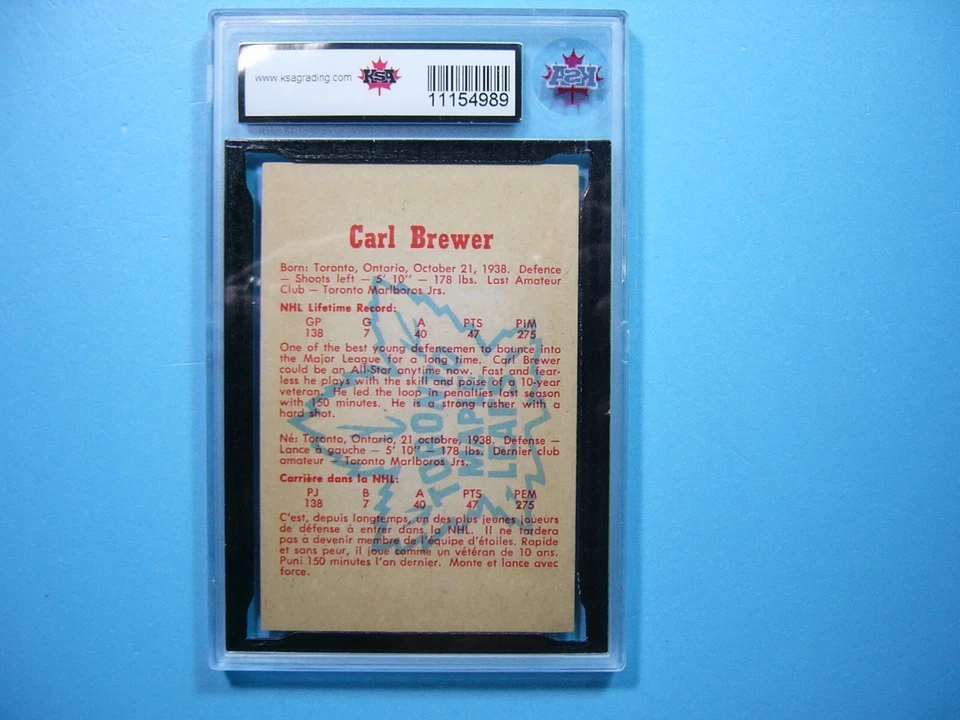 www.ksagrading.com KSA
11154989
KSA
Carl Brewer
Born: Toronto, Ontario, October 21, 1938. Defence
— Shoots left — 5' 10" — 178 lbs. Last Amateur
Club — Toronto Marlboros Jrs.
NHL Lifetime Record:
GP G A PTS PIM
138 7 40 47 275
One of the best young defencemen to bounce into
the Major League for a long time. Carl Brewer
could be an All-Star anytime now. Fast and fear-
less he plays with the skill and poise of a 10-year
veteran. He led the loop in penalties last season
with 150 minutes. He is a strong rusher with a
hard shot.
Né: Toronto, Ontario, 21 octobre, 1938. Defense —
Lance à gauche — 5' 10" — 178 lbs. Dernier club
amateur — Toronto Marlboros Jrs.
Carrière dans la NHL:
PJ B A PTS PEM
138 7 40 47 275
C'est, depuis longtemps, un des plus jeunes joueurs
de défense à entrer dans la NHL. Il ne tardera
pas à devenir membre de l'équipe d'étoiles. Rapide
et sans peur, il joue comme un vétéran de 10 ans.
Puni 150 minutes l'an dernier. Monte et lance avec
force.
TORONTO
MAPLE
LEAFS